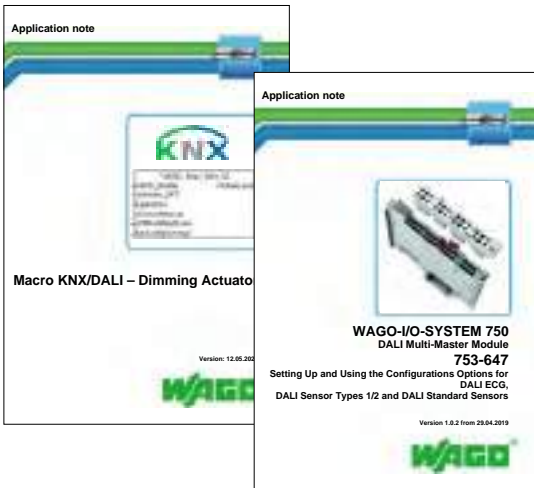 Application note
KNX
Macro KNX/DALI – Dimming Actuato
Version: 12.05.202
WAGO
Application note
WAGO-I/O-SYSTEM 750
DALI Multi-Master Module
753-647
Setting Up and Using the Configurations Options for
DALI ECG,
DALI Sensor Types 1/2 and DALI Standard Sensors
Version 1.0.2 from 29.04.2019
WAGO